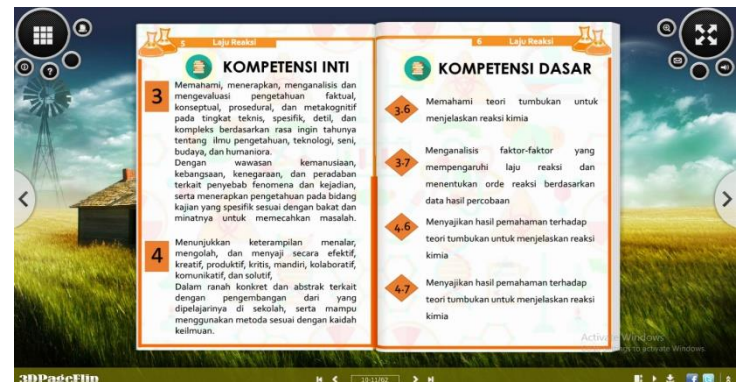 5 Laju Reaksi
KOMPETENSI INTI
3
Memahami, menerapkan, menganalisis dan
mengevaluasi pengetahuan faktual,
konseptual, prosedural, dan metakognitif
pada tingkat teknis, spesifik, detil, dan
kompleks berdasarkan rasa ingin tahunya
tentang ilmu pengetahuan, teknologi, seni,
budaya, dan humaniora.
Dengan wawasan kemanusiaan,
kebangsaan, kenegaraan, dan peradaban
terkait penyebab fenomena dan kejadian,
serta menerapkan pengetahuan pada bidang
kajian yang spesifik sesuai dengan bakat dan
minatnya untuk memecahkan masalah.
4
Menunjukkan keterampilan menalar,
mengolah, dan menyaji secara efektif,
kreatif, produktif, kritis, mandiri, kolaboratif,
komunikatif, dan solutif,
Dalam ranah konkret dan abstrak terkait
dengan pengembangan dari yang
dipelajarinya di sekolah, serta mampu
menggunakan metoda sesuai dengan kaidah
keilmuan.
6 Laju Reaksi
KOMPETENSI DASAR
3.6
Memahami teori tumbukan untuk
menjelaskan reaksi kimia
3.7
Menganalisis faktor-faktor yang
mempengaruhi laju reaksi dan
menentukan orde reaksi berdasarkan
data hasil percobaan
4.6
Menyajikan hasil pemahaman terhadap
teori tumbukan untuk menjelaskan reaksi
kimia
4.7
Menyajikan hasil pemahaman terhadap
teori tumbukan untuk menjelaskan reaksi
kimia
Activate Windows
to activate Windows
3DPageFlip
10-11/62